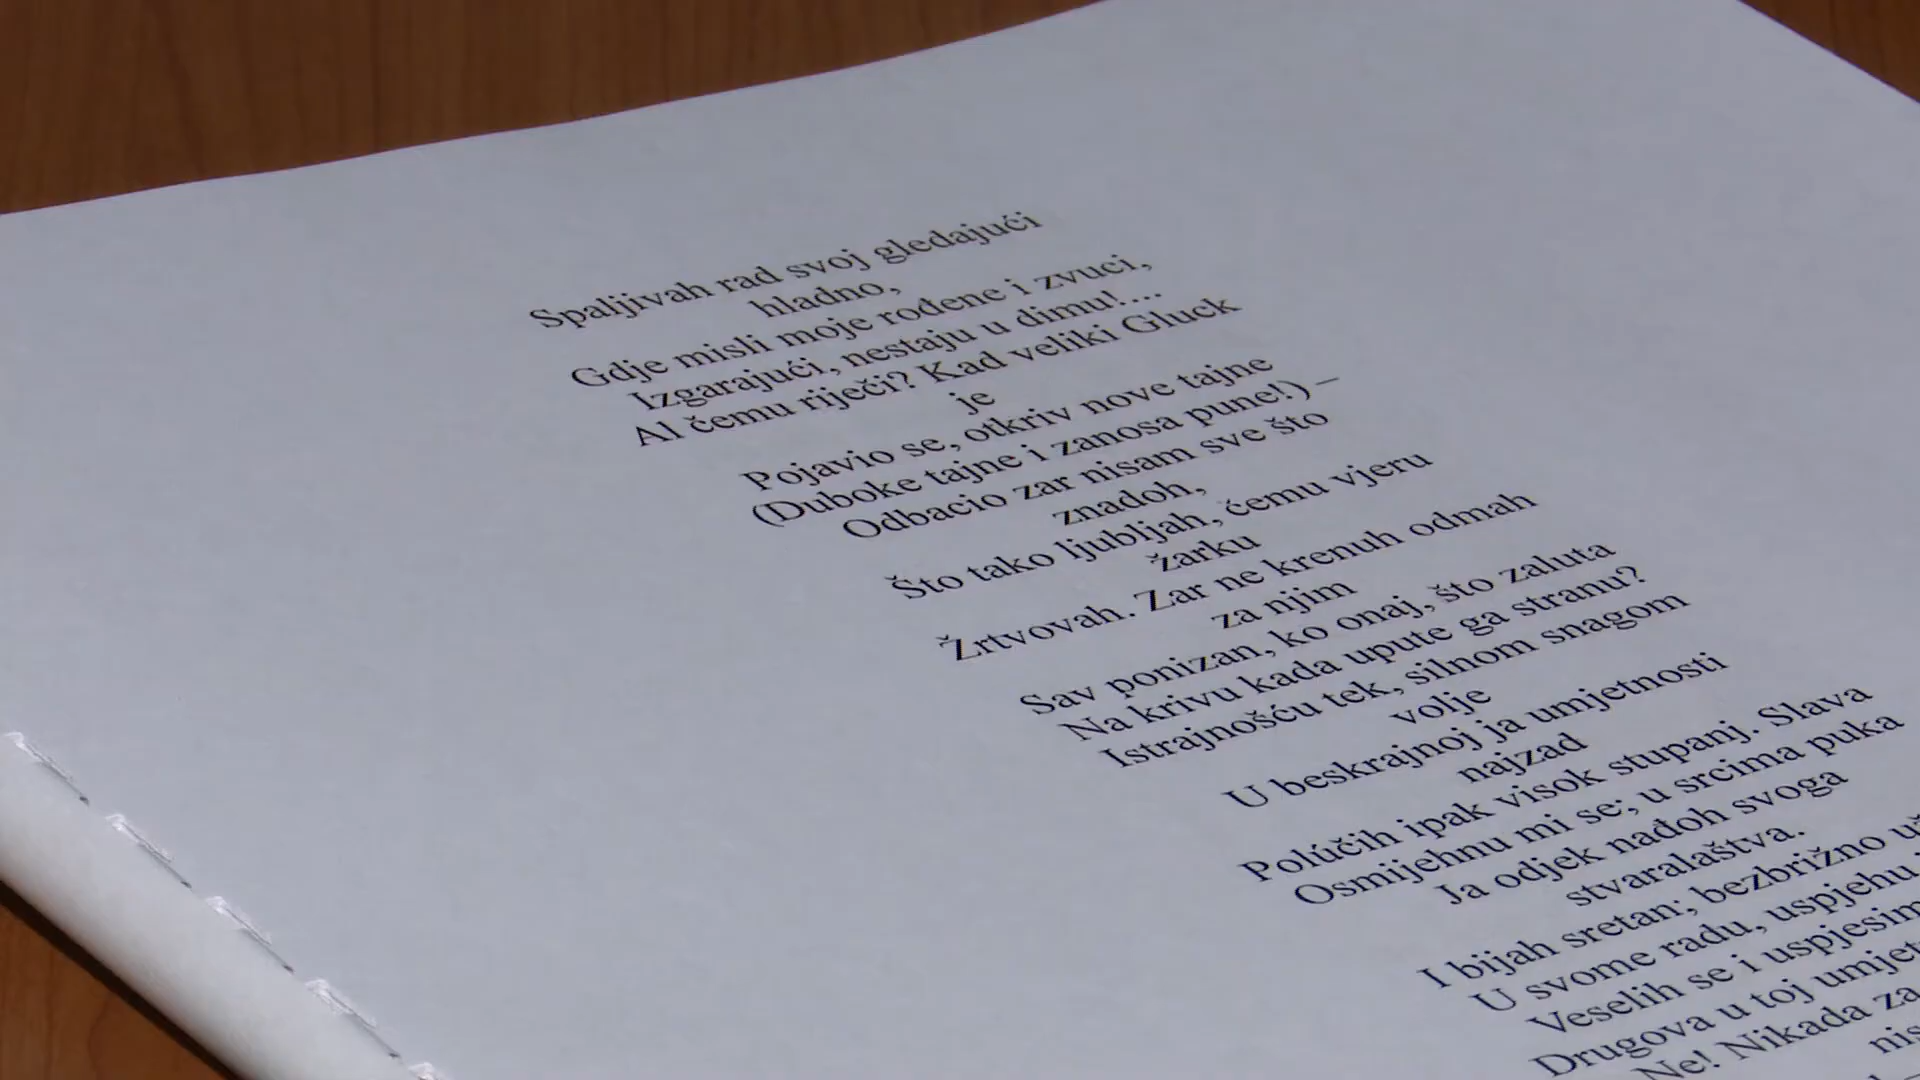 Spaljivah rad svoj gledajući
hladno,
Gdje misli moje rođene i zvuci,
Izgarajući, nestaju u dimu!...
Al čemu riječi? Kad veliki Gluck
je
Pojavio se, otkriv nove tajne
(Duboke tajne i zanosa pune!) –
Odbacio zar nisam sve što
znadoh,
Što tako ljubljah, čemu vjeru
žarku
Žrtvovah. Zar ne krenuh odmah
za njim
Sav ponizan, ko onaj, što zaluta
Na krivu kada upute ga stranu?
Istrajnošću tek, silnom snagom
volje
U beskrajnoj ja umjetnosti
najzad
Polúčih ipak visok stupanj. Slava
Osmijehnu mi se; u srcima puka
Ja odjek nađoh svoga
stvaralaštva.
I bijah sretan; bezbrižno
U svome radu, uspjehu
Veselih se i
Drugova u toj
Ne! Nikada